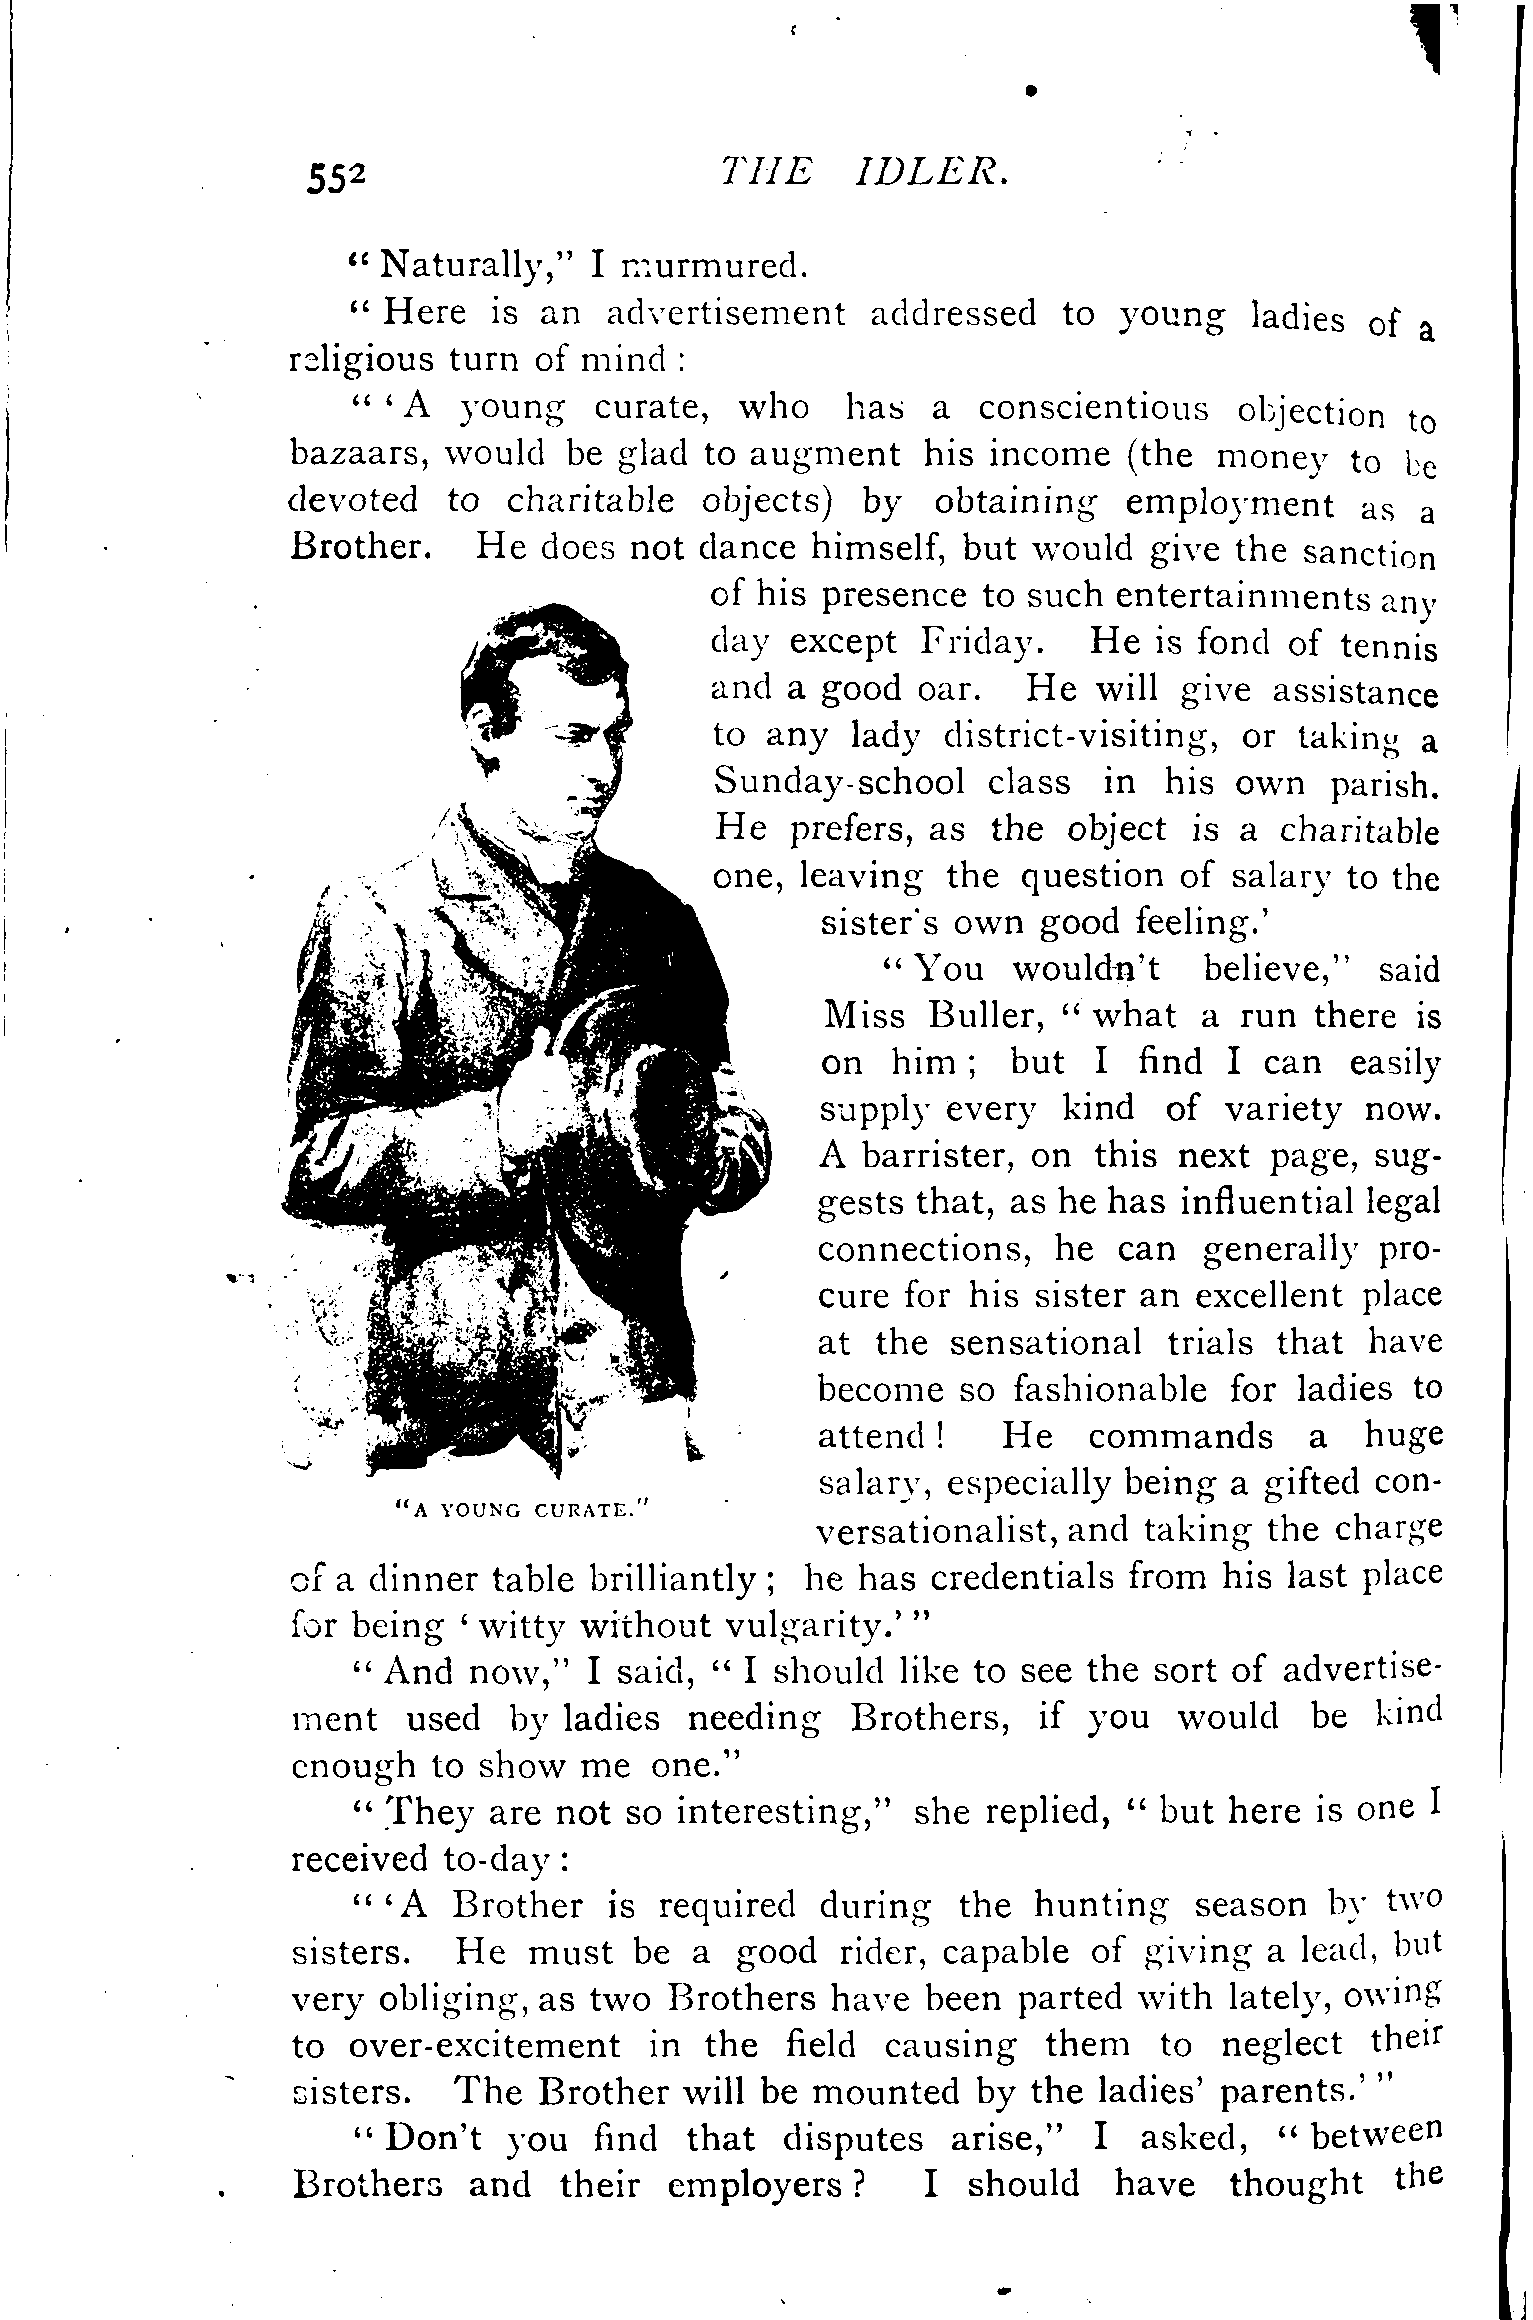 552 THE IDLER.
“Naturally,” I murmured.
“Here is an advertisement addressed to young ladies of a
religious turn of mind :
“‘A young curate, who has a conscientious objection to
bazaars, would be glad to augment his income (the money to be
devoted to charitable objects) by obtaining employment as a
Brother. He does not dance himself, but would give the sanction
of his presence to such entertainments any
day except Friday. He is fond of tennis
and a good oar. He will give assistance
to any lady district-visiting, or taking a
Sunday-school class in his own parish.
He prefers, as the object is a charitable
one, leaving the question of salary to the
sister's own good feeling.’
“You wouldn't believe,” said
Miss Buller, “what a run there is
on him ; but I find I can easily
supply every kind of variety now.
A barrister, on this next page, sug-
gests that, as he has influential legal
connections, he can generally pro-
cure for his sister an excellent place
at the sensational trials that have
become so fashionable for ladies to
attend ! He commands a huge
salary, especially being a gifted con-
versationalist, and taking the charge
“A YOUNG CURATE.”
of a dinner table brilliantly ; he has credentials from his last place
for being ‘witty without vulgarity.’”
“And now,” I said, “I should like to see the sort of advertise-
ment used by ladies needing Brothers, if you would be kind
enough to show me one.”
“They are not so interesting,” she replied, “but here is one I
received to-day :
“‘A Brother is required during the hunting season by two
sisters. He must be a good rider, capable of giving a lead, but
very obliging, as two Brothers have been parted with lately, owing
to over-excitement in the field causing them to neglect their
sisters. The Brother will be mounted by the ladies' parents.’”
“Don't you find that disputes arise,” I asked, “between
Brothers and their employers ? I should have thought the